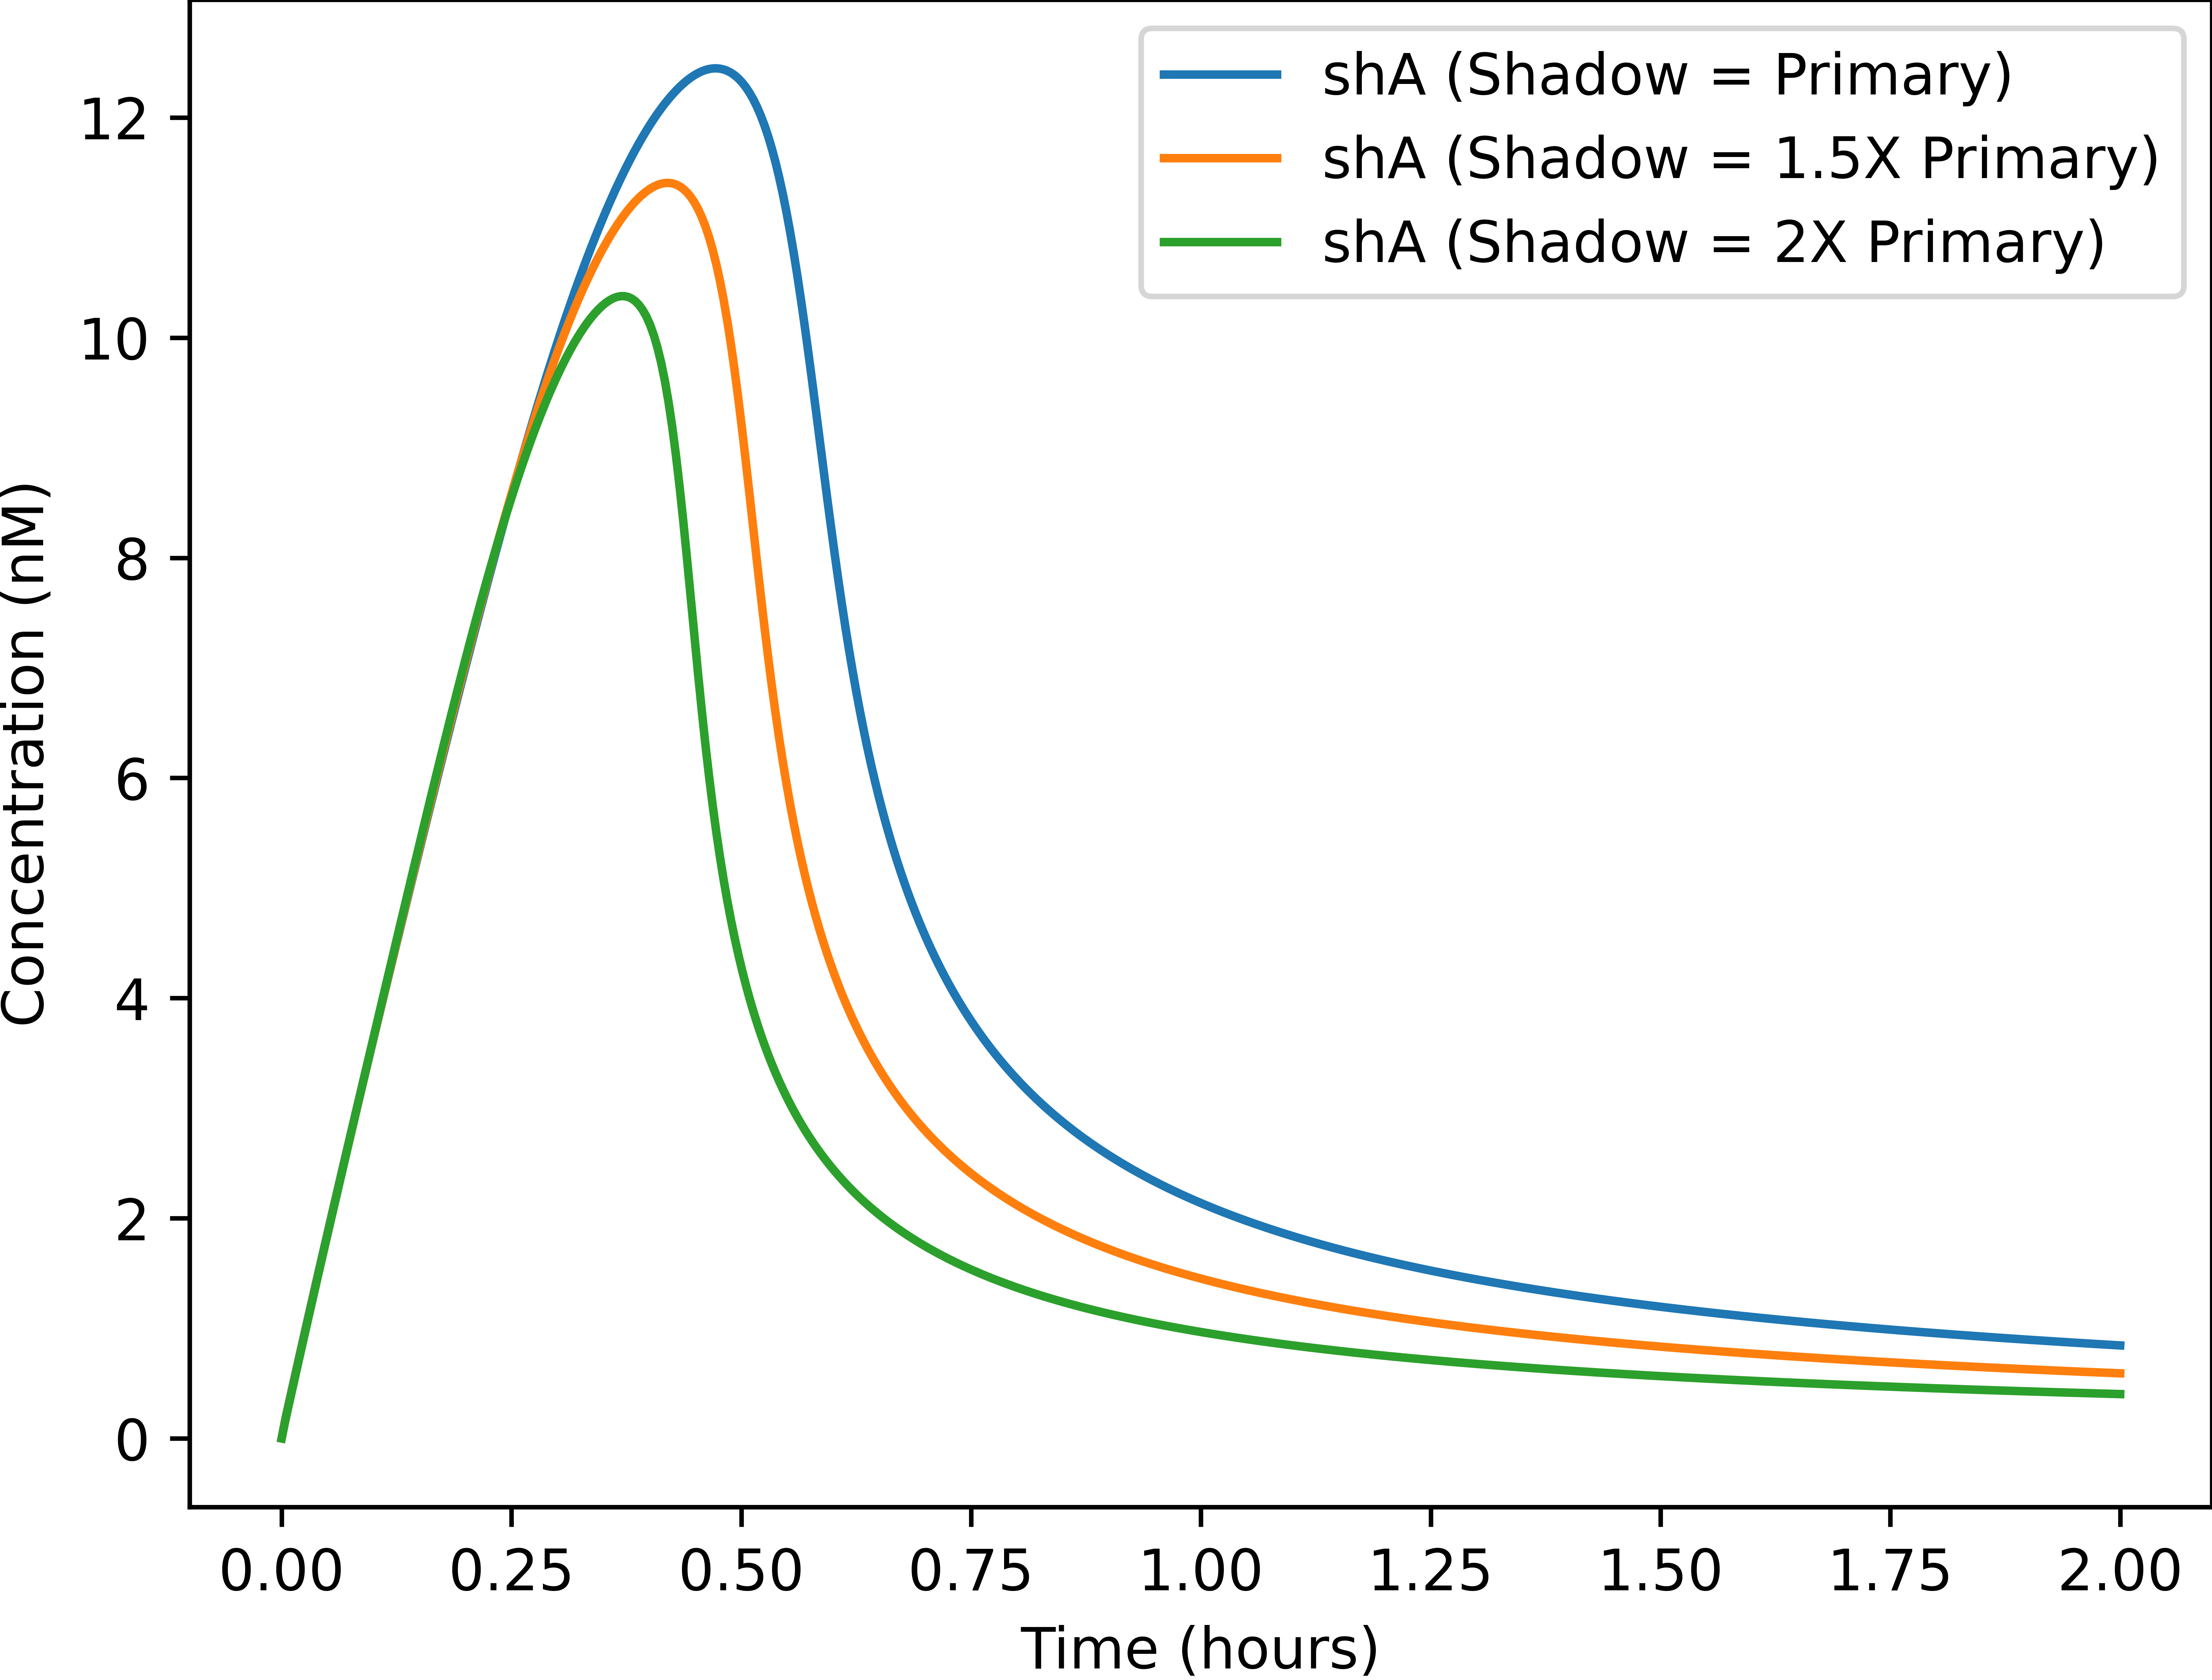 shA (Shadow = Primary)
shA (Shadow = 1.5X Primary)
shA (Shadow = 2X Primary)
Concentration (nM)
12
10
8
6
4
2
0
0.00 0.25 0.50 0.75 1.00 1.25 1.50 1.75 2.00
Time (hours)